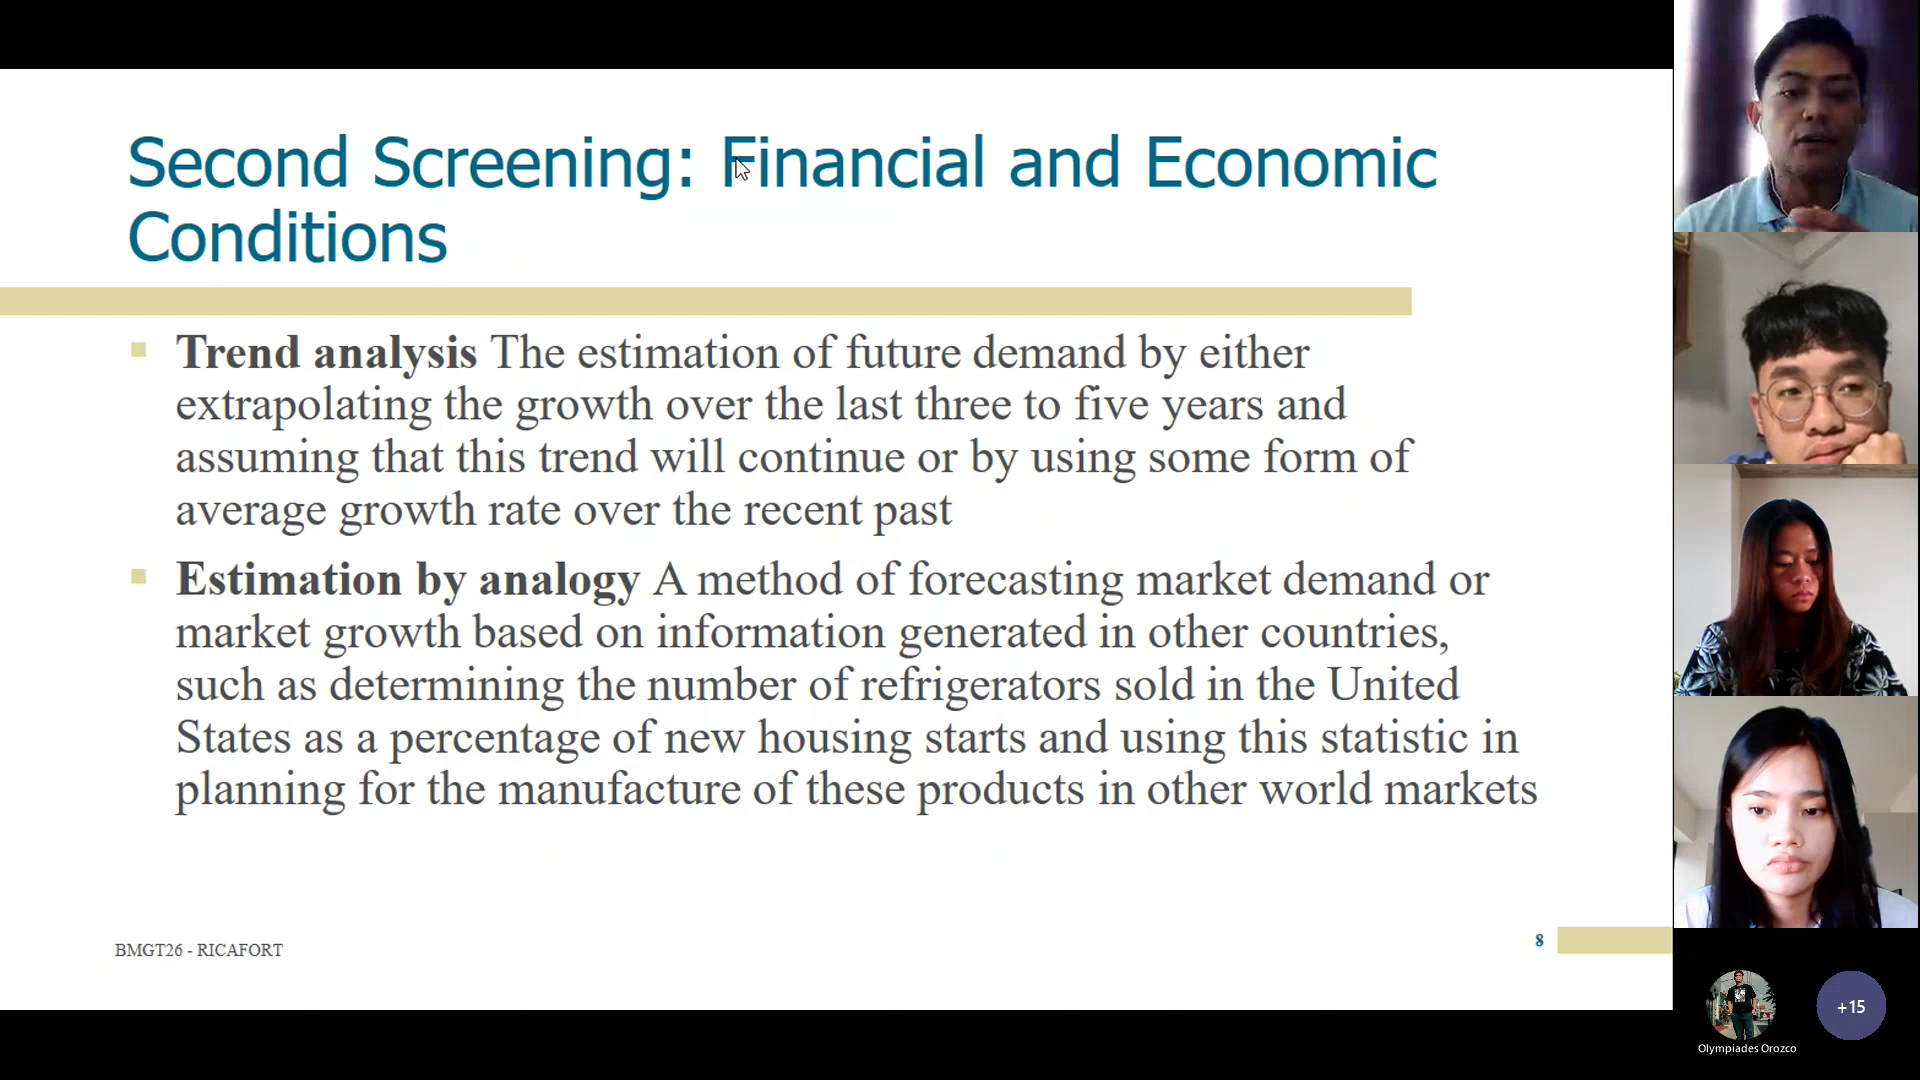 Second Screening: Financial and Economic
Conditions
Trend analysis The estimation of future demand by either
extrapolating the growth over the last three to five years and
assuming that this trend will continue or by using some form of
average growth rate over the recent past
Estimation by analogy A method of forecasting market demand or
market growth based on information generated in other countries,
such as determining the number of refrigerators sold in the United
States as a percentage of new housing starts and using this statistic in
planning for the manufacture of these products in other world markets
BMGT26 - RICAFORT
8
+15
Olympiades Orozco